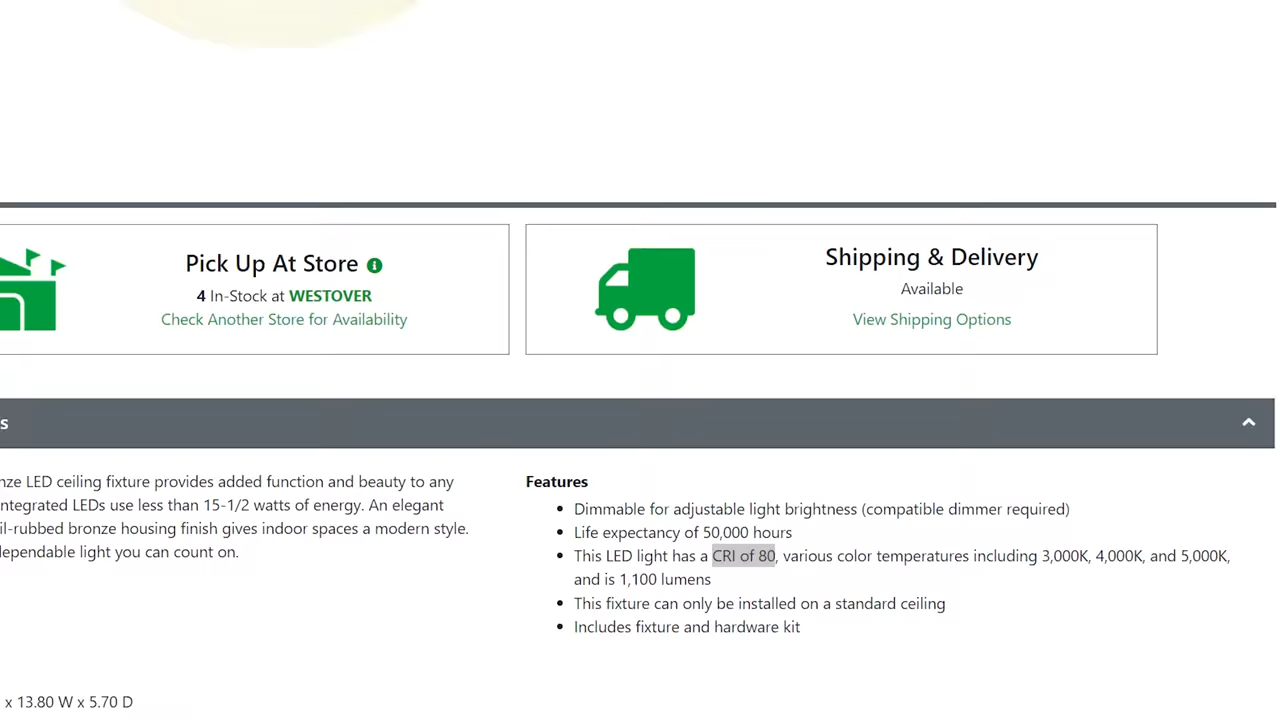 Pick Up At Store
4 In-Stock at WESTOVER
Check Another Store for Availability
Shipping & Delivery
Available
View Shipping Options
LED ceiling fixture provides added function and beauty to any
integrated LEDs use less than 15-1/2 watts of energy. An elegant
rubbed bronze housing finish gives indoor spaces a modern style.
dependable light you can count on.
Features
• Dimmable for adjustable light brightness (compatible dimmer required)
• Life expectancy of 50,000 hours
• This LED light has a CRI of 80, various color temperatures including 3,000K, 4,000K, and 5,000K,
and is 1,100 lumens
• This fixture can only be installed on a standard ceiling
• Includes fixture and hardware kit
x 13.80 W x 5.70 D